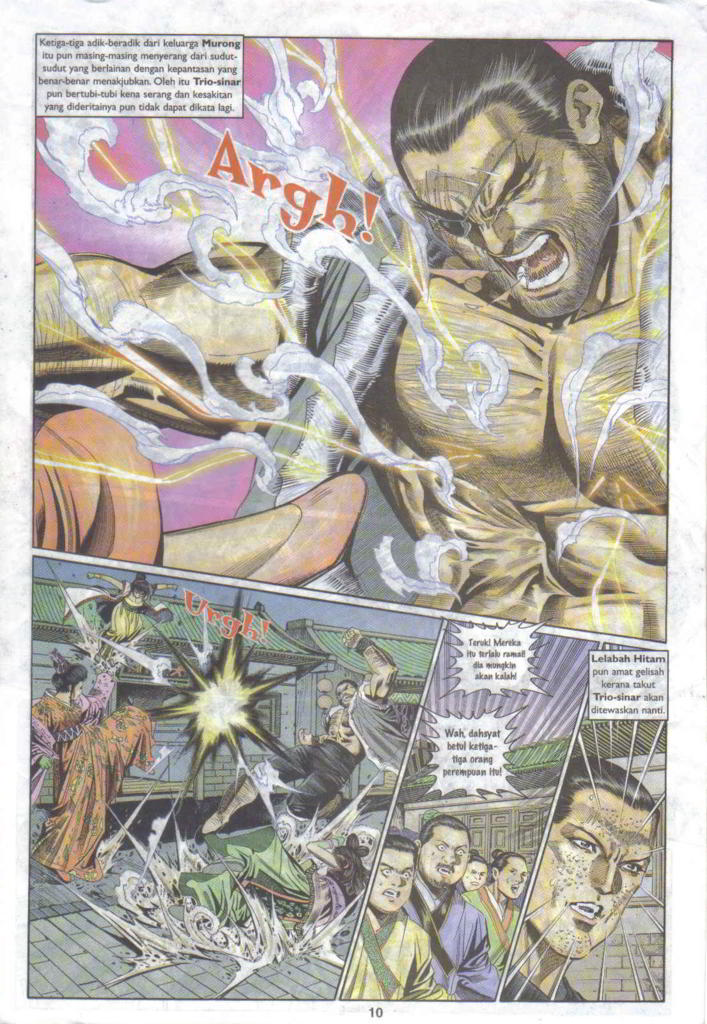 Ketiga-tiga adik-beradik dari keluarga Murong
itu pun masing-masing menyerang dari sudut-
sudut yang berlainan dengan kepantasan yang
benar-benar menakjubkan. Oleh itu Trio-sinar
pun bertubi-tubi kena serang dan kesakitan
yang dideritainya pun tidak dapat dikata lagi.
Argh!
Urgh!
Teruk! Mereka
itu terlalu ramai!
dia mungkin
akan kalah!
Wah, dahsyat
betul ketiga-
tiga orang
perempuan itu!
Lelabah Hitam
pun amat gelisah
kerana takut
Trio-sinar akan
ditewaskan nanti.
10